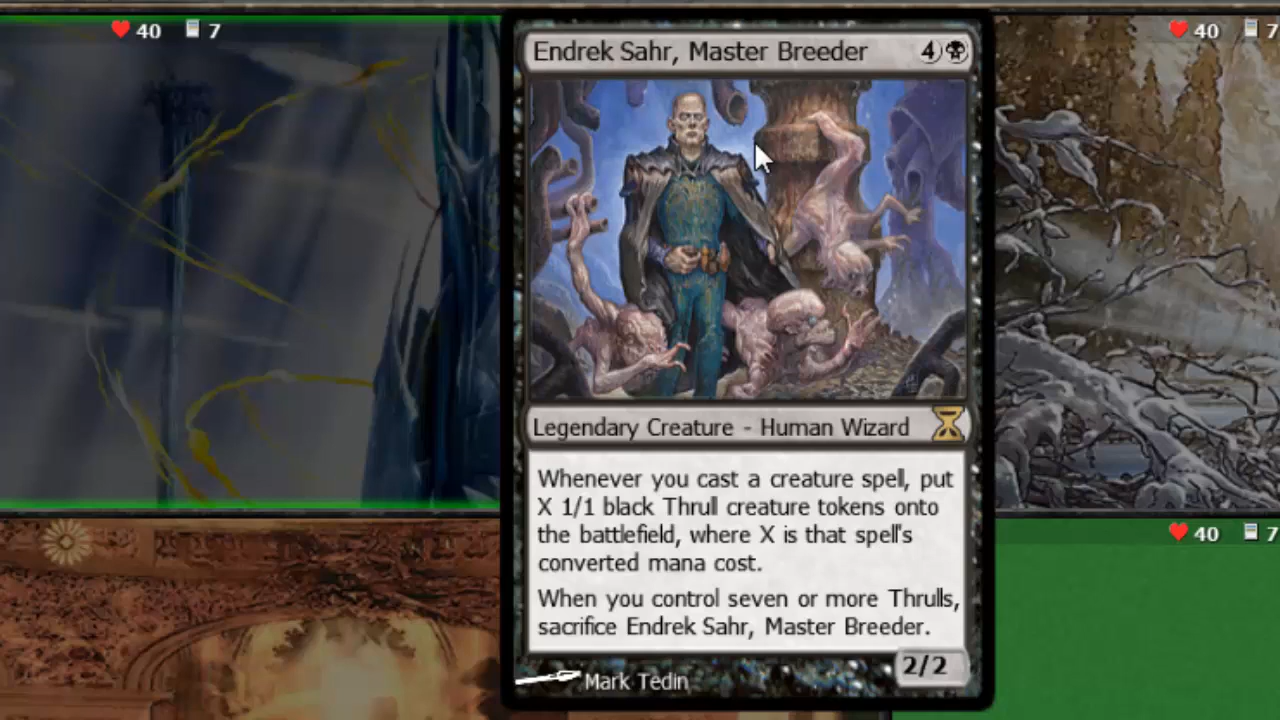 40 7
40 7
Endrek Sahr, Master Breeder 4
Legendary Creature - Human Wizard
Whenever you cast a creature spell, put
X 1/1 black Thrull creature tokens onto
the battlefield, where X is that spell's
converted mana cost.
When you control seven or more Thrulls,
sacrifice Endrek Sahr, Master Breeder.
2/2
Mark Tedin
40 7